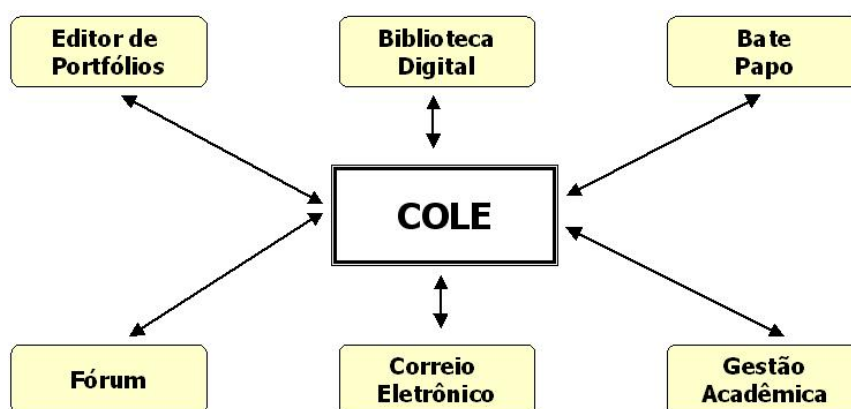 Editor de
Portfólios
Biblioteca
Digital
Bate
Papo
COLE
Fórum
Correio
Eletrônico
Gestão
Acadêmica